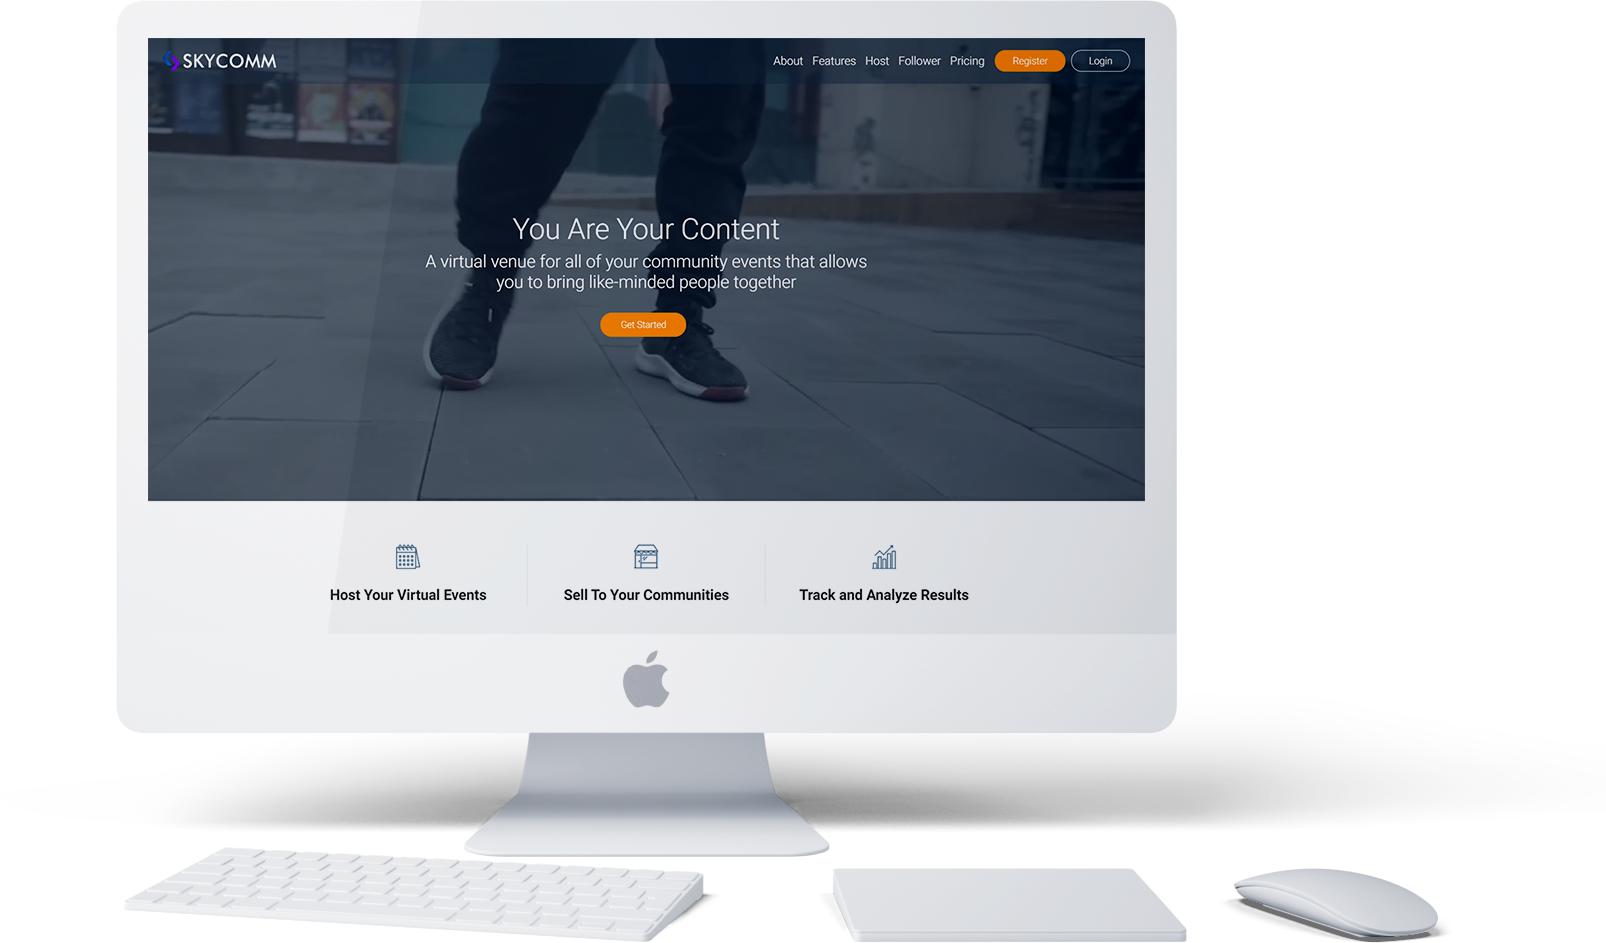 SKYCOMM
About Features Host Follower Pricing Register Login
You Are Your Content
A virtual venue for all of your community events that allows
you to bring like-minded people together
Get Started
Host Your Virtual Events
Sell To Your Communities
Track and Analyze Results